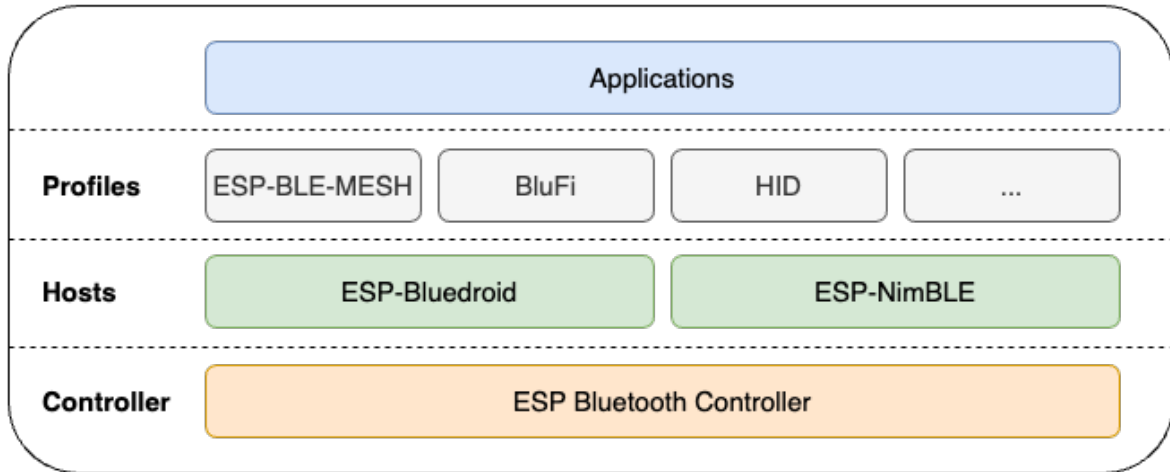 Applications
Profiles ESP-BLE-MESH BluFi HID ...
Hosts ESP-Bluedroid ESP-NimBLE
Controller ESP Bluetooth Controller